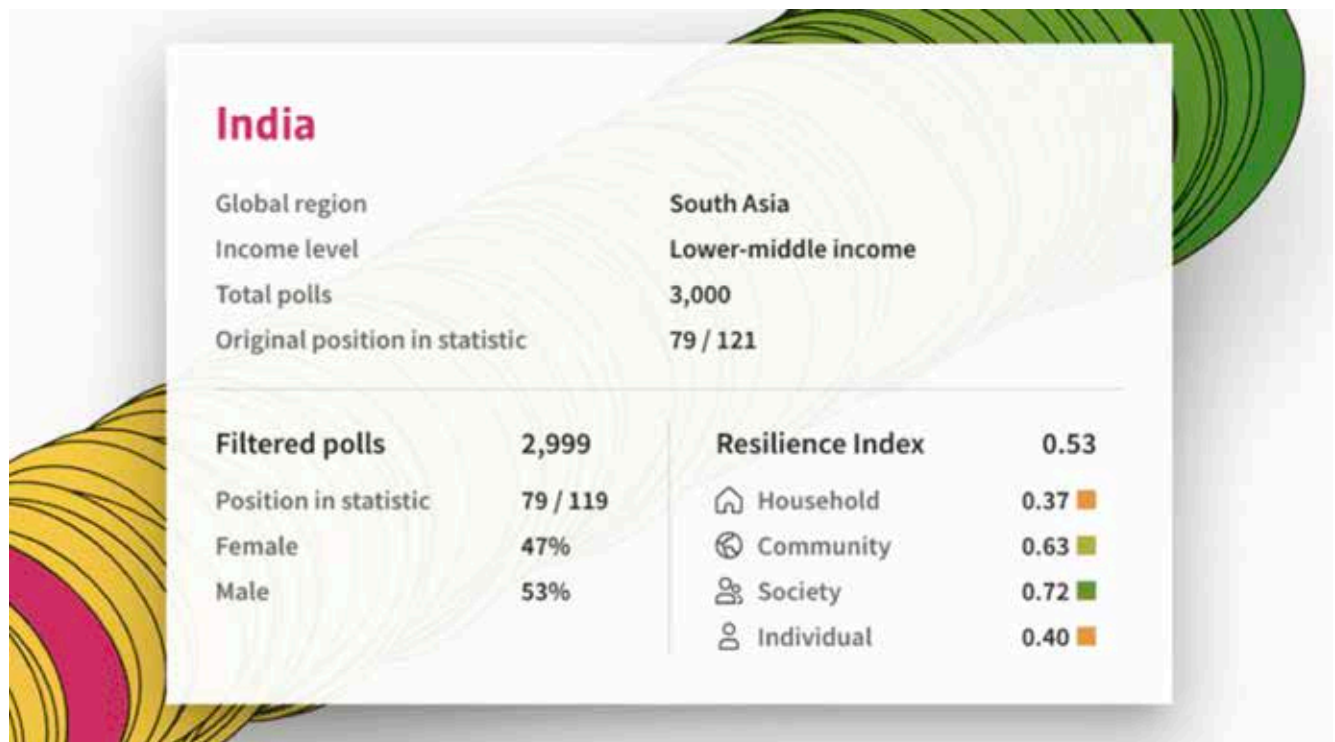 India
Global region South Asia
Income level Lower-middle income
Total polls 3,000
Original position in statistic 79 / 121
Filtered polls 2,999
Position in statistic 79 / 119
Female 47%
Male 53%
Resilience Index 0.53
Household 0.37
Community 0.63
Society 0.72
Individual 0.40